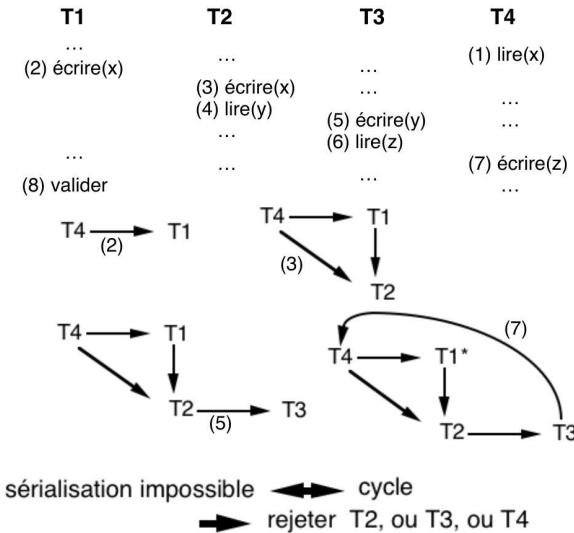 T1 T2 T3 T4
... ... (1) lire(x)
(2) écrire(x) ...
(3) écrire(x) ...
(4) lire(y) ...
(5) écrire(y) ...
... (6) lire(z)
... ... (7) écrire(z)
(8) valider ... ...
T4 T1
(2)
T4 T1
(3)
T2
T4 T1
T2 T3
(5)
(7)
T4 T1*
T2 T3
sérialisation impossible cycle
rejeter T2, ou T3, ou T4